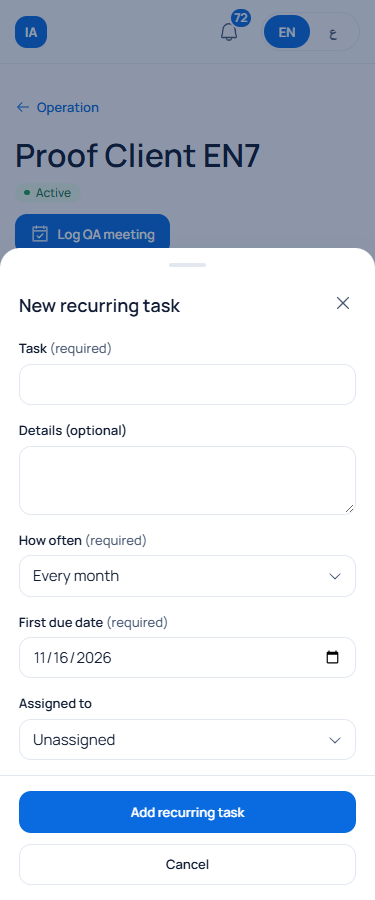 IA
72
EN
ع
Operation
Proof Client EN7
Active
Log QA meeting
New recurring task
Task (required)
Details (optional)
How often (required)
Every month
First due date (required)
11/16/2026
Assigned to
Unassigned
Add recurring task
Cancel